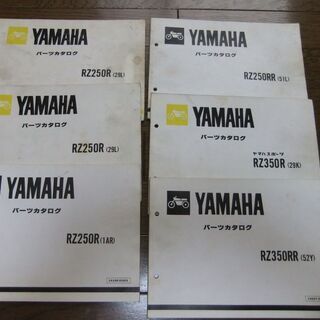 YAMAHA
パーツカタログ
RZ250R (29L)
YAMAHA
パーツカタログ
RZ250R (29L)
YAMAHA
パーツカタログ
RZ250R (1AR)
YAMAHA
パーツカタログ
RZ250RR (51L)
YAMAHA
パーツカタログ
ヤマハスポーツ
RZ350R (29K)
YAMAHA
パーツカタログ
RZ350RR (52Y)